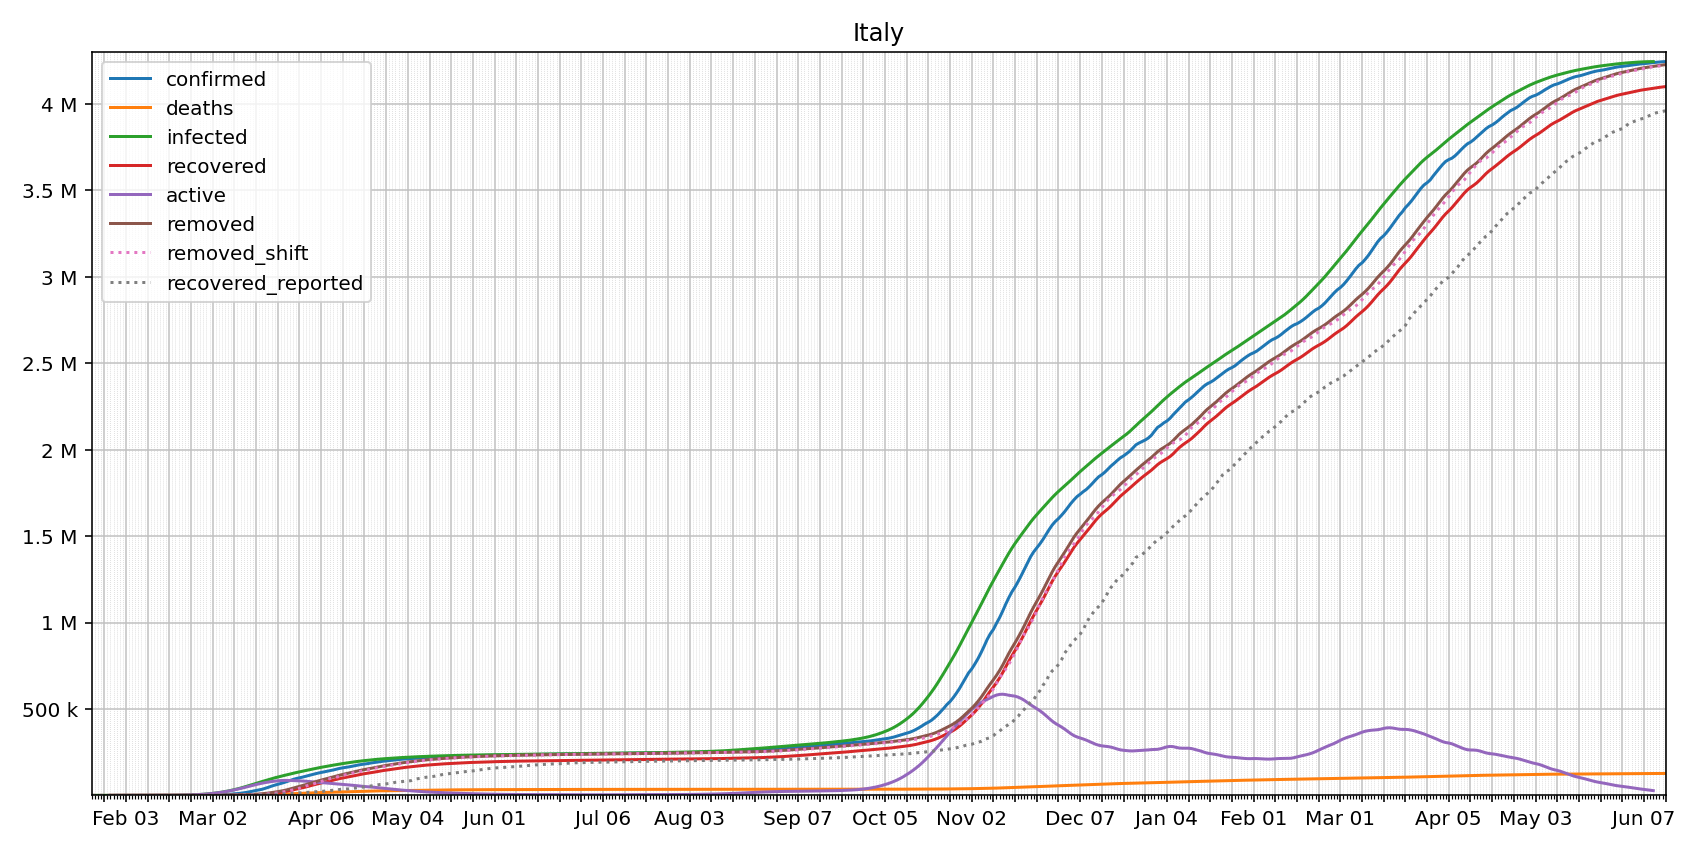 Italy
confirmed
deaths
infected
recovered
active
removed
removed_shift
recovered_reported
4 M
3.5 M
3 M
2.5 M
2 M
1.5 M
1 M
500 k
Feb 03 Mar 02 Apr 06 May 04 Jun 01 Jul 06 Aug 03 Sep 07 Oct 05 Nov 02 Dec 07 Jan 04 Feb 01 Mar 01 Apr 05 May 03 Jun 07